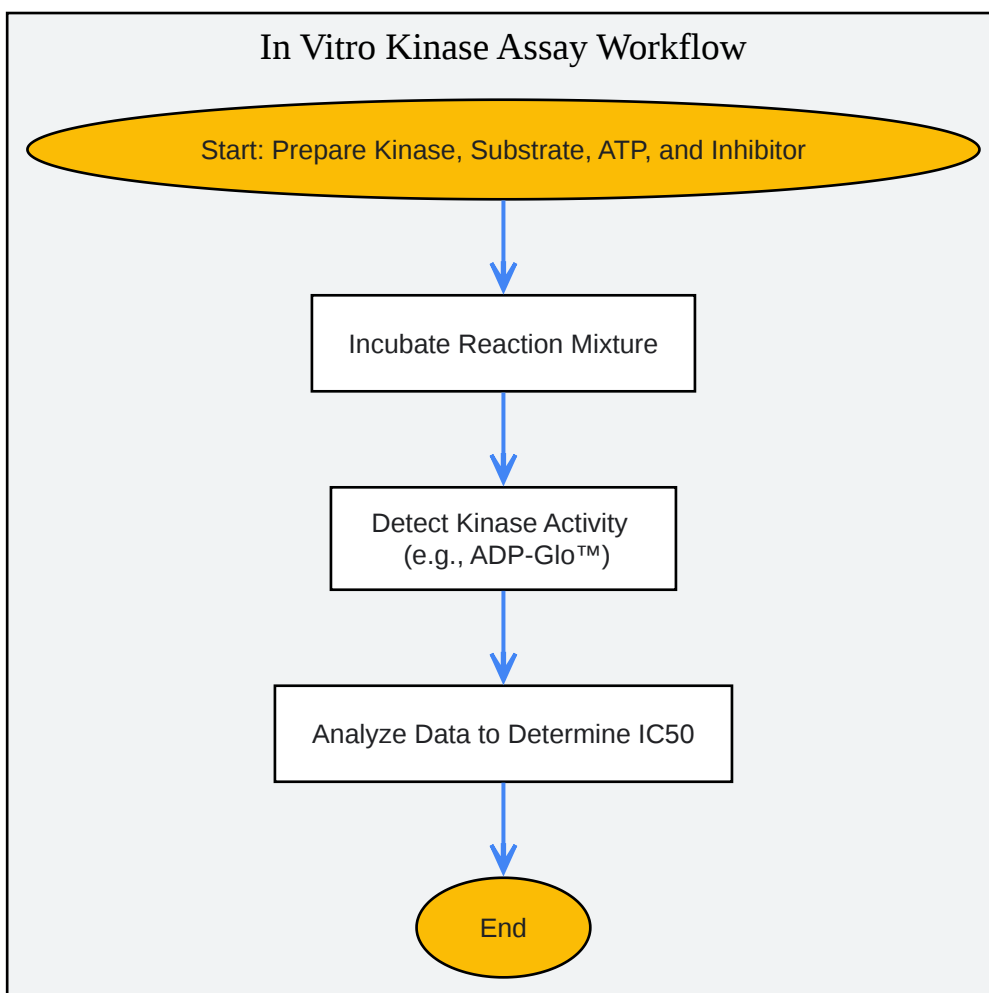 In Vitro Kinase Assay Workflow
Start: Prepare Kinase, Substrate, ATP, and Inhibitor
Incubate Reaction Mixture
Detect Kinase Activity
(e.g., ADP-Glo™)
Analyze Data to Determine IC50
End